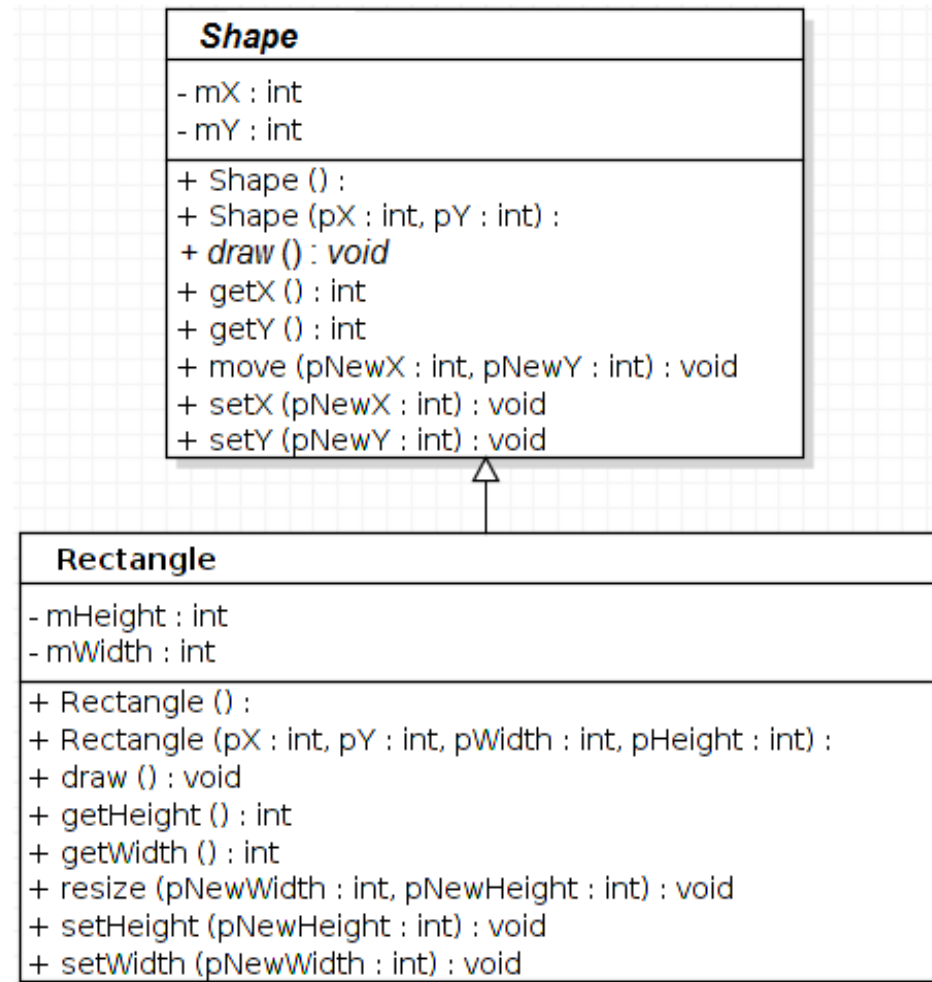 Shape
- mX : int
- mY : int
+ Shape () :
+ Shape (pX : int, pY : int) :
+ draw () : void
+ getX () : int
+ getY () : int
+ move (pNewX : int, pNewY : int) : void
+ setX (pNewX : int) : void
+ setY (pNewY : int) : void
Rectangle
- mHeight : int
- mWidth : int
+ Rectangle () :
+ Rectangle (pX : int, pY : int, pWidth : int, pHeight : int) :
+ draw () : void
+ getHeight () : int
+ getWidth () : int
+ resize (pNewWidth : int, pNewHeight : int) : void
+ setHeight (pNewHeight : int) : void
+ setWidth (pNewWidth : int) : void